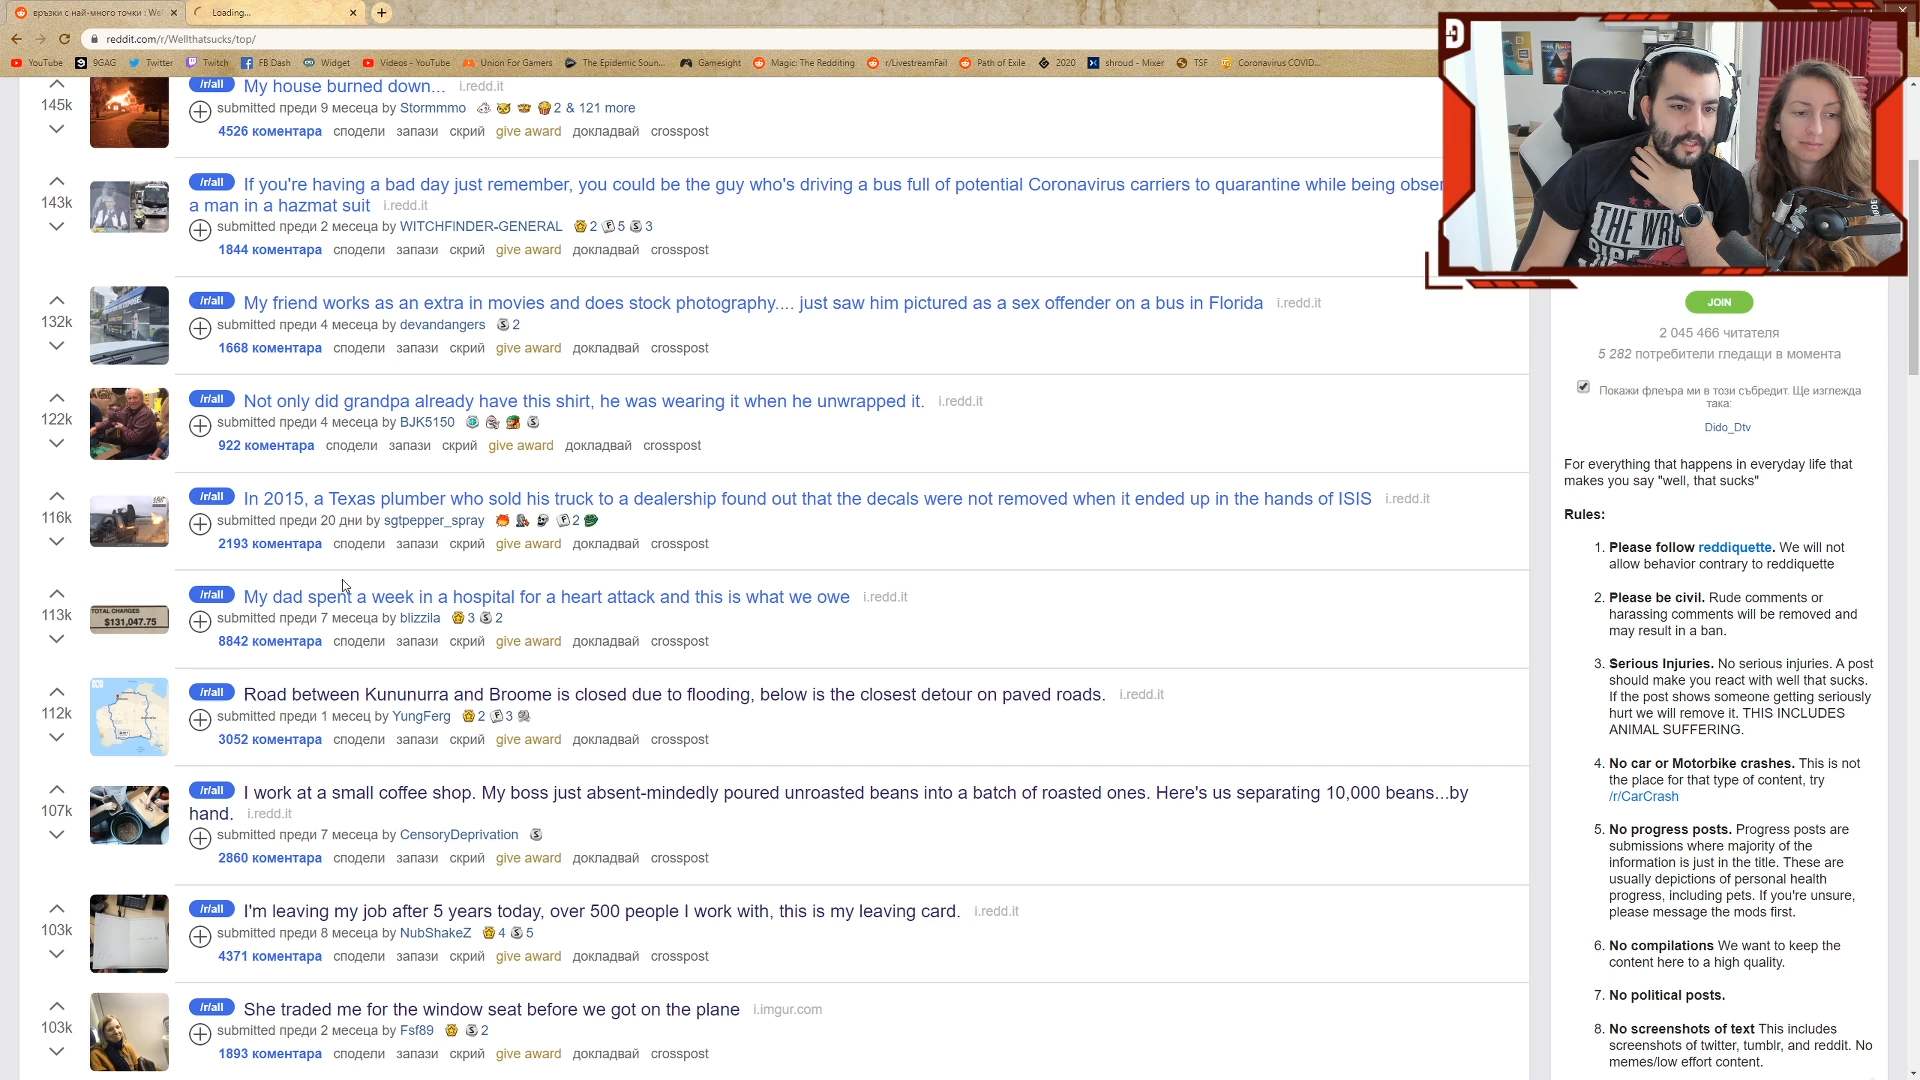 връзки с най-много точки : Wel
Loading...
reddit.com/r/Wellthatsucks/top/
YouTube 9GAG Twitter Twitch FB Dash Widget Videos - YouTube Union For Gamers The Epidemic Soun... Gamesight Magic: The Redditing r/LivestreamFail Path of Exile 2020 shroud - Mixer TSF Coronavirus COVID...
145k
/r/all My house burned down... i.redd.it
submitted преди 9 месеца by Stormmmo 2 & 121 more
4526 коментара сподели запази скрий give award докладвай crosspost
143k
/r/all If you're having a bad day just remember, you could be the guy who's driving a bus full of potential Coronavirus carriers to quarantine while being obser
a man in a hazmat suit i.redd.it
submitted преди 2 месеца by WITCHFINDER-GENERAL 2 5 3
1844 коментара сподели запази скрий give award докладвай crosspost
132k
/r/all My friend works as an extra in movies and does stock photography.... just saw him pictured as a sex offender on a bus in Florida i.redd.it
submitted преди 4 месеца by devandangers 2
1668 коментара сподели запази скрий give award докладвай crosspost
122k
/r/all Not only did grandpa already have this shirt, he was wearing it when he unwrapped it. i.redd.it
submitted преди 4 месеца by BJK5150
922 коментара сподели запази скрий give award докладвай crosspost
116k
/r/all In 2015, a Texas plumber who sold his truck to a dealership found out that the decals were not removed when it ended up in the hands of ISIS i.redd.it
submitted преди 20 дни by sgtpepper_spray 2
2193 коментара сподели запази скрий give award докладвай crosspost
113k
TOTAL CHARGES
$131,047.75
/r/all My dad spent a week in a hospital for a heart attack and this is what we owe i.redd.it
submitted преди 7 месеца by blizzila 3 2
8842 коментара сподели запази скрий give award докладвай crosspost
112k
/r/all Road between Kununurra and Broome is closed due to flooding, below is the closest detour on paved roads. i.redd.it
submitted преди 1 месец by YungFerg 2 3
3052 коментара сподели запази скрий give award докладвай crosspost
107k
/r/all I work at a small coffee shop. My boss just absent-mindedly poured unroasted beans into a batch of roasted ones. Here's us separating 10,000 beans...by
hand. i.redd.it
submitted преди 7 месеца by CensoryDeprivation
2860 коментара сподели запази скрий give award докладвай crosspost
103k
/r/all I'm leaving my job after 5 years today, over 500 people I work with, this is my leaving card. i.redd.it
submitted преди 8 месеца by NubShakeZ 4 5
4371 коментара сподели запази скрий give award докладвай crosspost
103k
/r/all She traded me for the window seat before we got on the plane i.imgur.com
submitted преди 2 месеца by Fsf89 2
1893 коментара сподели запази скрий give award докладвай crosspost
THE WRO
JOIN
2 045 466 читателя
5 282 потребители гледащи в момента
Покажи флеъра ми в този събредит. Ще изглежда
така:
Dido_Dtv
For everything that happens in everyday life that
makes you say "well, that sucks"
Rules:
1. Please follow reddiquette. We will not
allow behavior contrary to reddiquette
2. Please be civil. Rude comments or
harassing comments will be removed and
may result in a ban.
3. Serious Injuries. No serious injuries. A post
should make you react with well that sucks.
If the post shows someone getting seriously
hurt we will remove it. THIS INCLUDES
ANIMAL SUFFERING.
4. No car or Motorbike crashes. This is not
the place for that type of content, try
/r/CarCrash
5. No progress posts. Progress posts are
submissions where majority of the
information is just in the title. These are
usually depictions of personal health
progress, including pets. If you're unsure,
please message the mods first.
6. No compilations We want to keep the
content here to a high quality.
7. No political posts.
8. No screenshots of text This includes
screenshots of twitter, tumblr, and reddit. No
memes/low effort content.